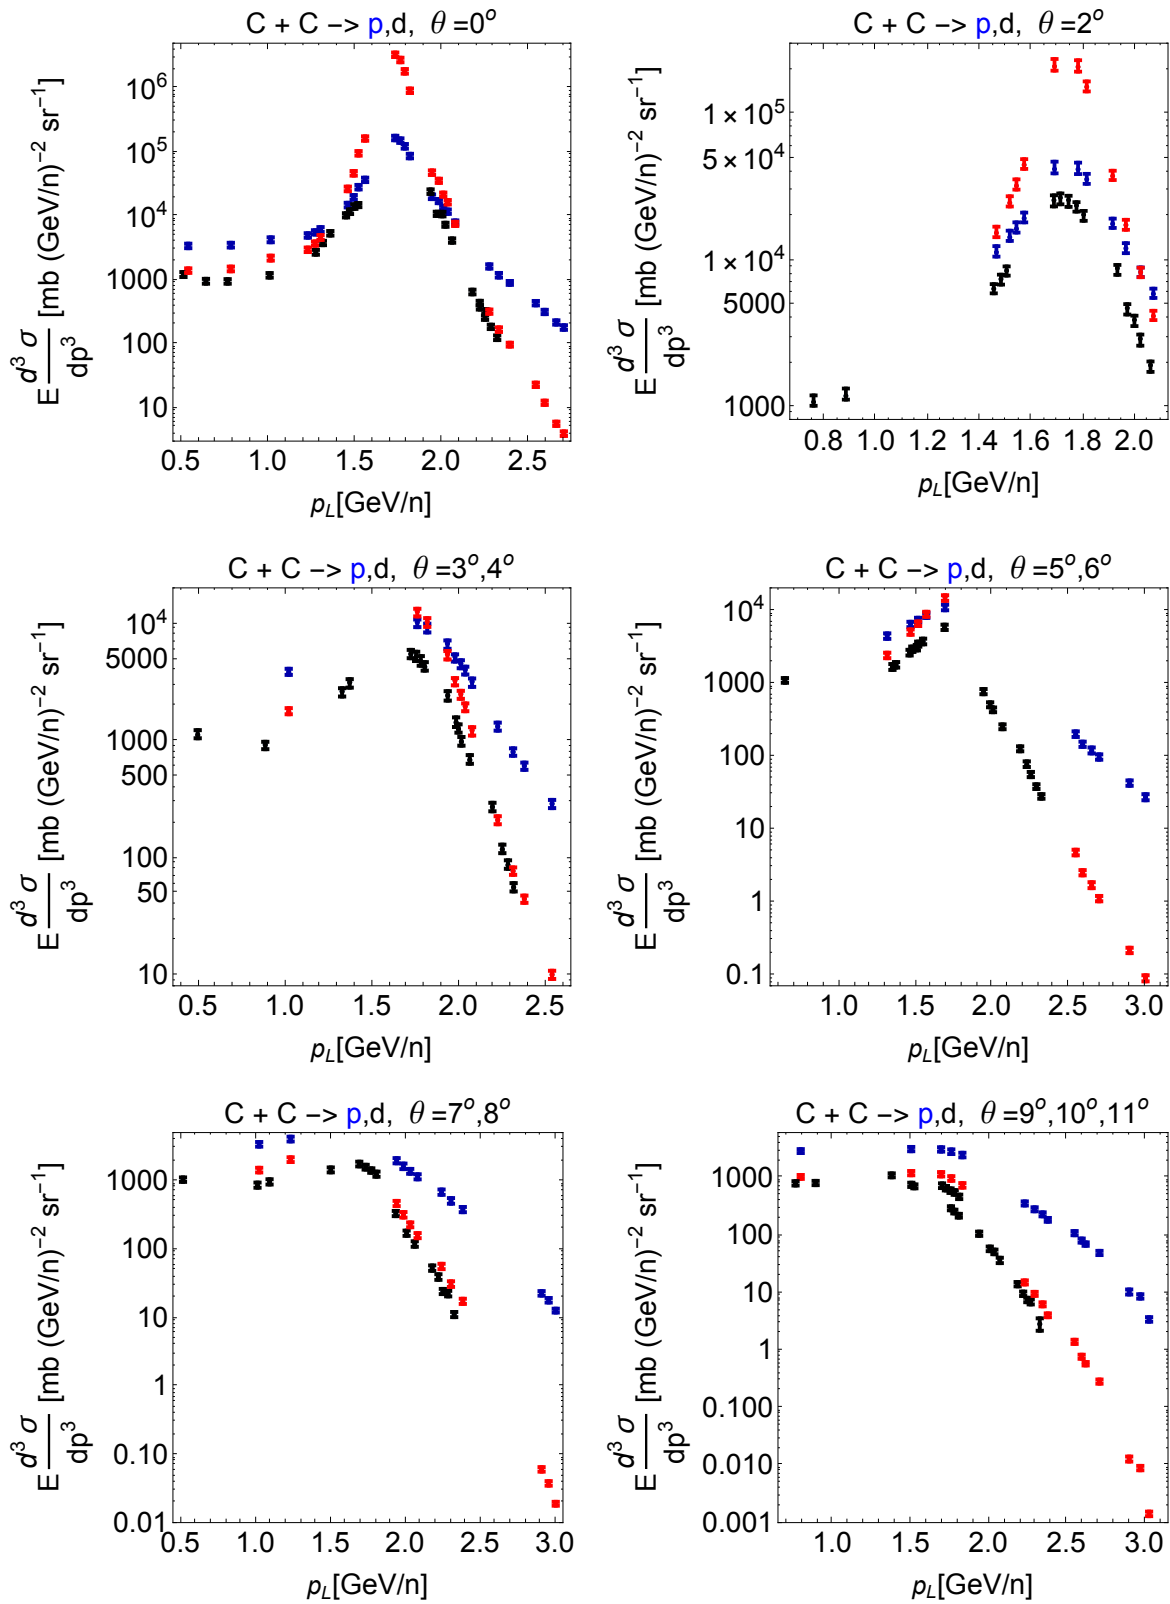 C + C -> p,d, θ =0°
E d³ σ / dp³ [mb (GeV/n)⁻² sr⁻¹]
10⁶
10⁵
10⁴
1000
100
10
0.5 1.0 1.5 2.0 2.5
p_L[GeV/n]
C + C -> p,d, θ =2°
E d³ σ / dp³ [mb (GeV/n)⁻² sr⁻¹]
1×10⁵
5×10⁴
1×10⁴
5000
1000
0.8 1.0 1.2 1.4 1.6 1.8 2.0
p_L[GeV/n]
C + C -> p,d, θ =3°,4°
E d³ σ / dp³ [mb (GeV/n)⁻² sr⁻¹]
10⁴
5000
1000
500
100
50
10
0.5 1.0 1.5 2.0 2.5
p_L[GeV/n]
C + C -> p,d, θ =5°,6°
E d³ σ / dp³ [mb (GeV/n)⁻² sr⁻¹]
10⁴
1000
100
10
1
0.1
1.0 1.5 2.0 2.5 3.0
p_L[GeV/n]
C + C -> p,d, θ =7°,8°
E d³ σ / dp³ [mb (GeV/n)⁻² sr⁻¹]
1000
100
10
1
0.10
0.01
0.5 1.0 1.5 2.0 2.5 3.0
p_L[GeV/n]
C + C -> p,d, θ =9°,10°,11°
E d³ σ / dp³ [mb (GeV/n)⁻² sr⁻¹]
1000
100
10
1
0.100
0.010
0.001
1.0 1.5 2.0 2.5 3.0
p_L[GeV/n]